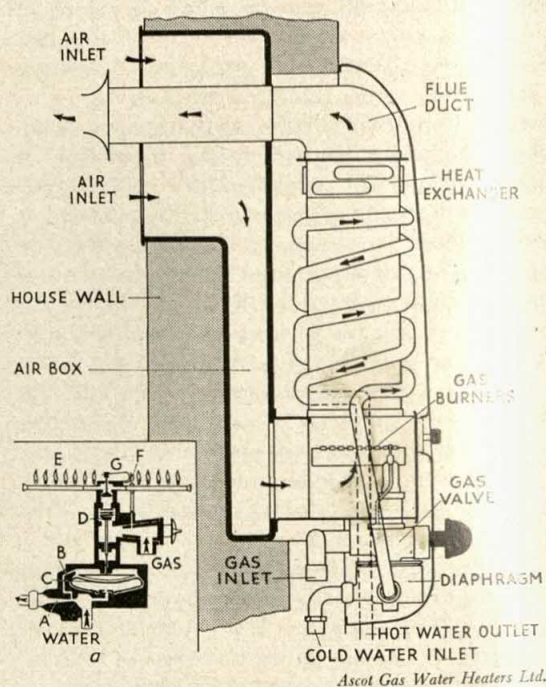 AIR
INLET
FLUE
DUCT
HEAT
EXCHANGER
AIR
INLET
HOUSE WALL
AIR BOX
GAS
BURNERS
E
G
F
D
GAS
VALVE
B
GAS
C
GAS
INLET
DIAPHRAGM
A
WATER
HOT WATER OUTLET
a
COLD WATER INLET
Ascot Gas Water Heaters Ltd.